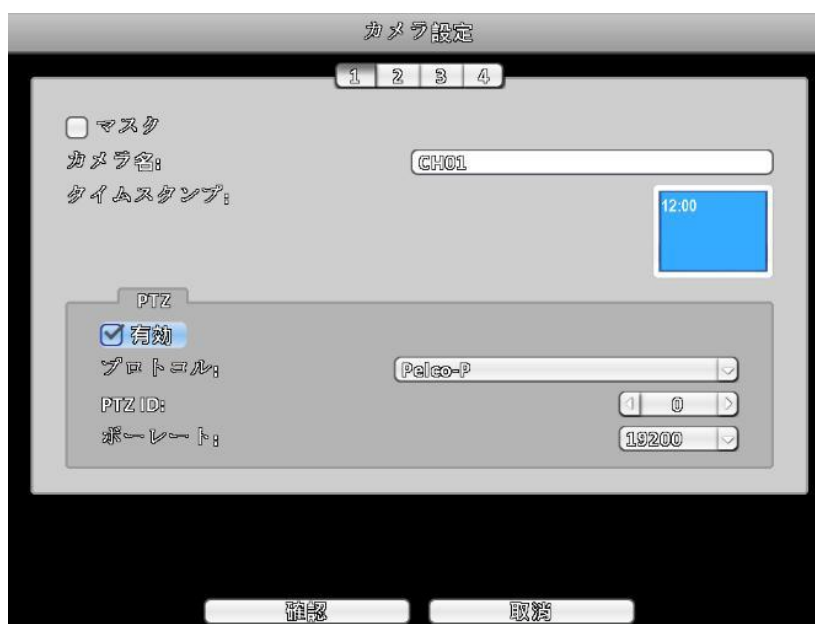 カメラ設定
1 2 3 4
マスク
カメラ名: CH01
タイムスタンプ:
12:00
PTZ
有効
プロトコル: Pelco-P
PTZ ID: 0
ボーレート: 19200
確認 取消